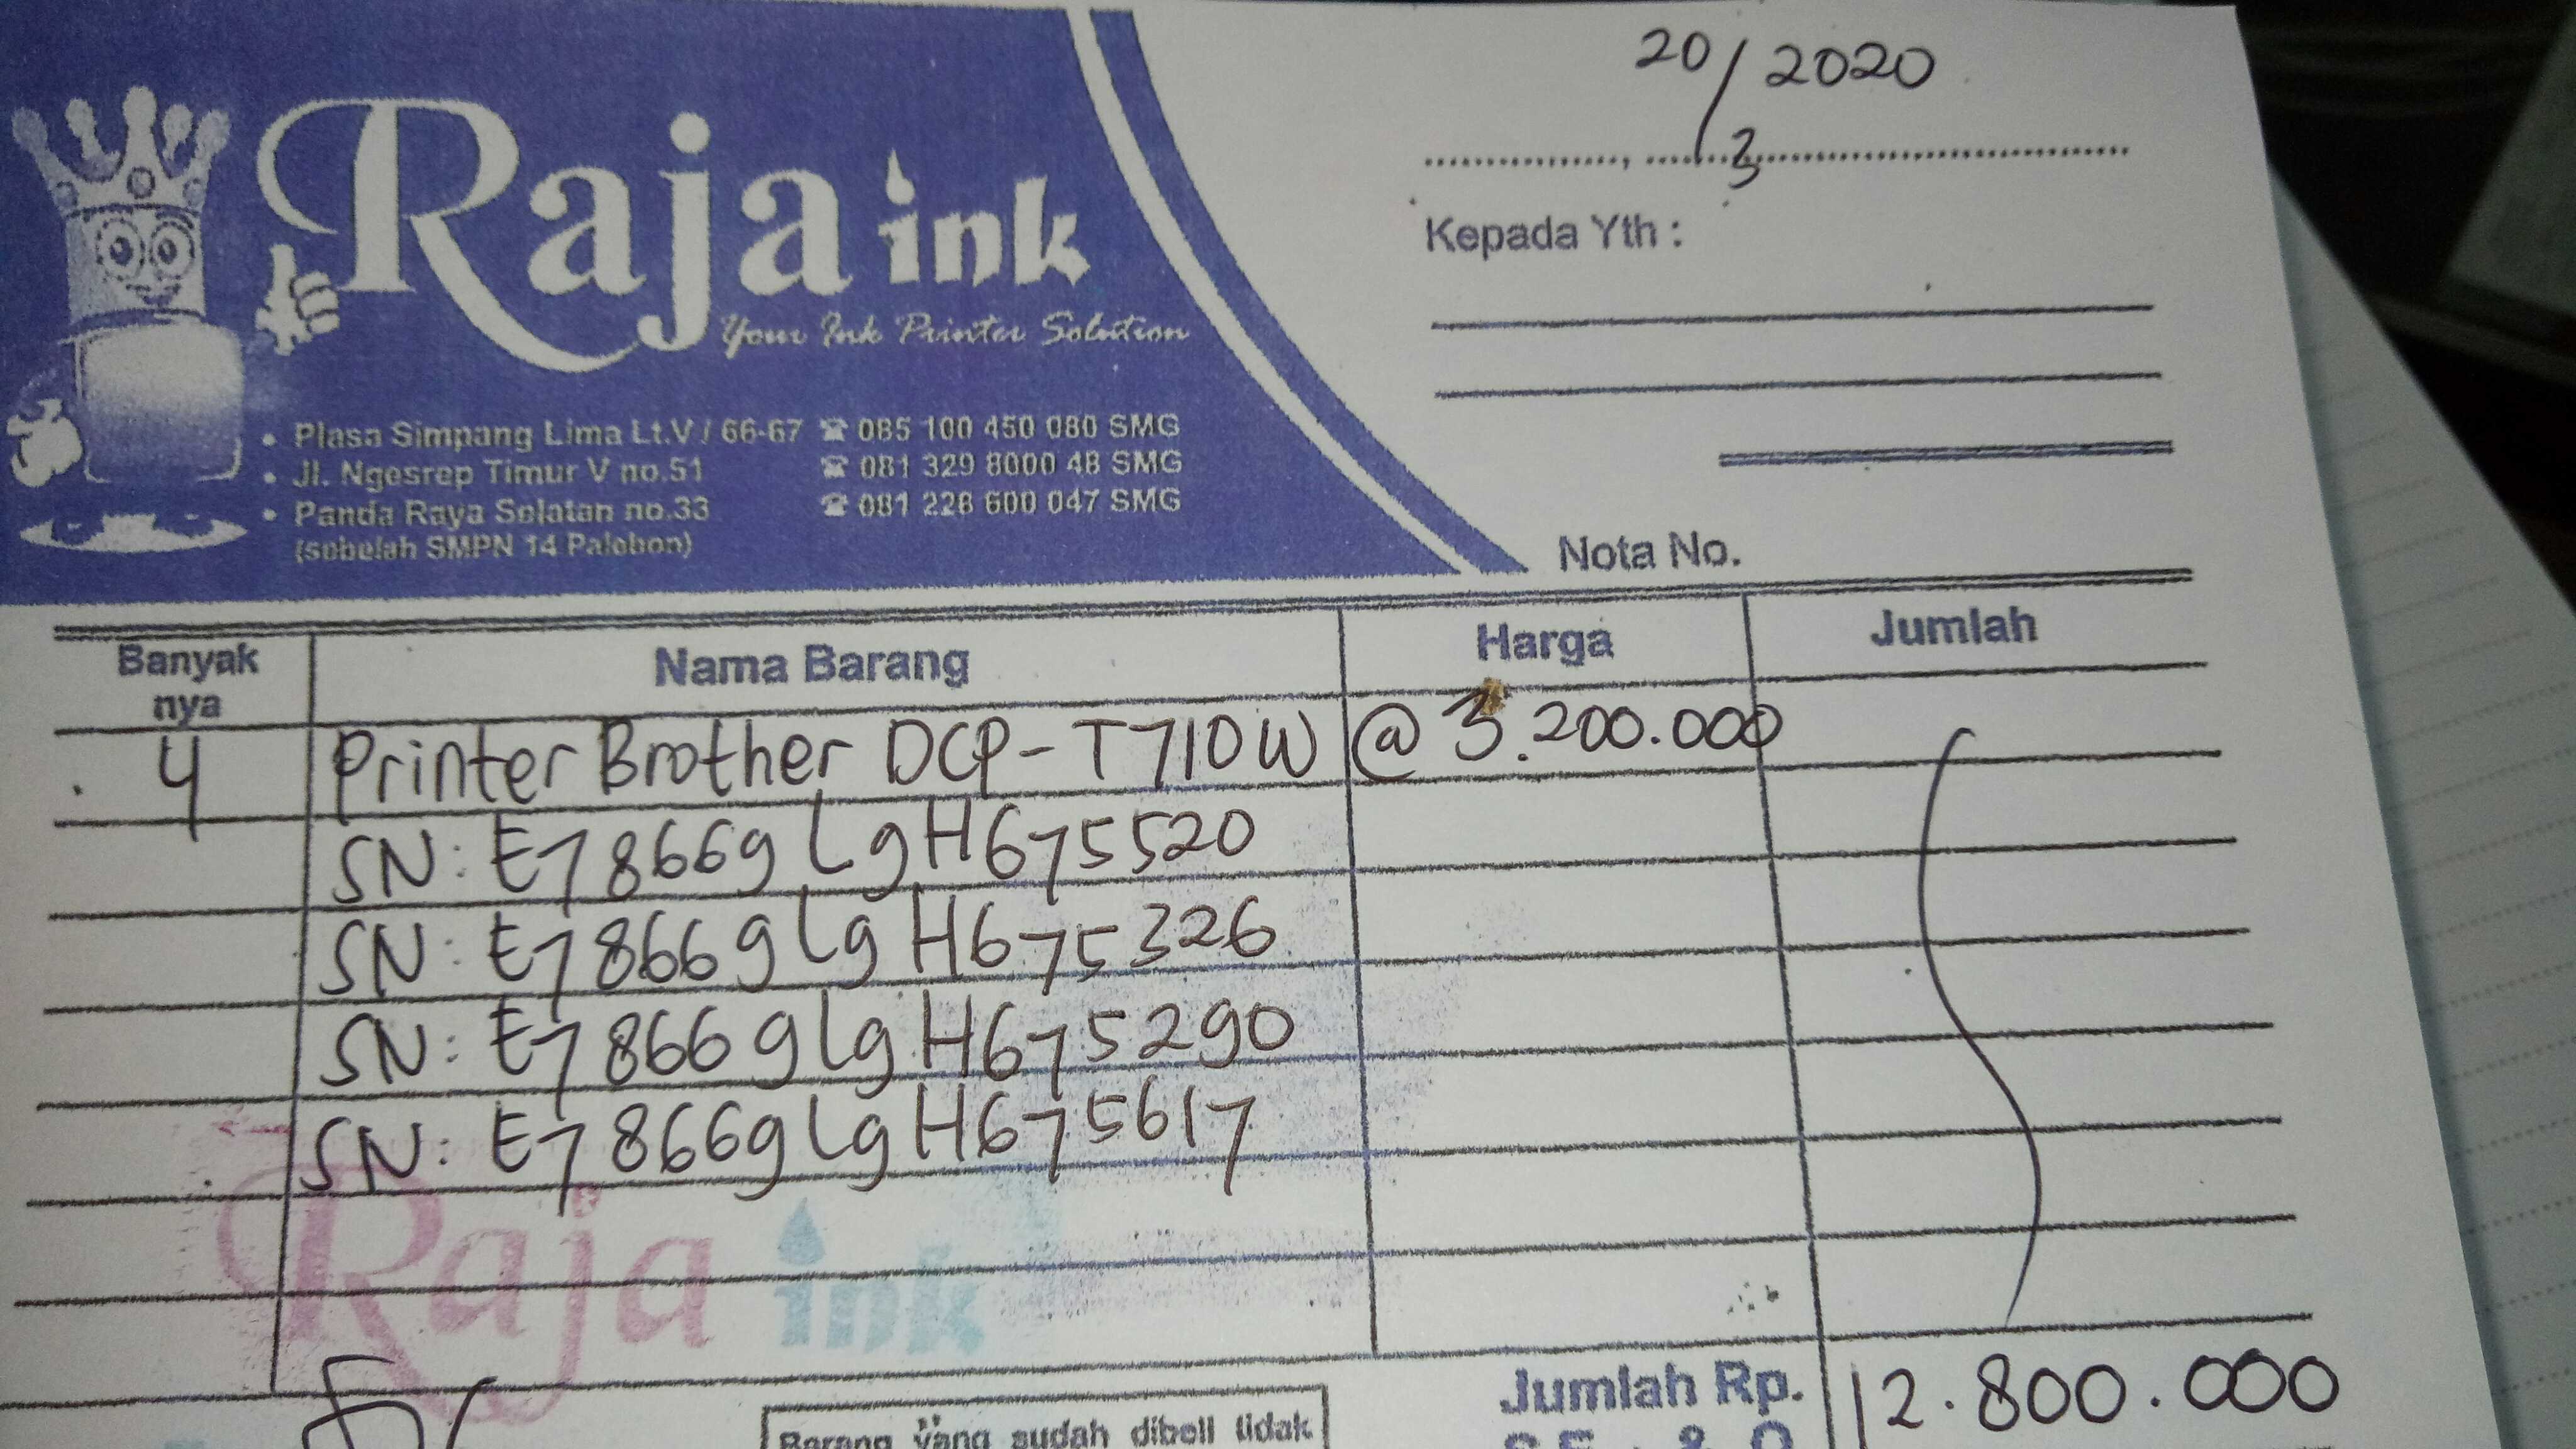 20/3 2020
Raja ink
Your Ink Printer Solution
• Plasa Simpang Lima Lt.V / 66-67 ☎ 085 100 450 080 SMG
• Jl. Ngesrep Timur V no.51 ☎ 081 329 8000 48 SMG
• Panda Raya Selatan no.33 ☎ 081 228 600 047 SMG
(sebelah SMPN 14 Palebon)
Kepada Yth :
Nota No.
Banyak nya Nama Barang Harga Jumlah
4 Printer Brother DCP-T710W @ 3.200.000
SN: E78669L9H675520
SN: E78669L9H675326
SN: E78669L9H675290
SN: E78669L9H675617
Raja ink
Jumlah Rp. 12.800.000
Barang yang sudah dibeli tidak